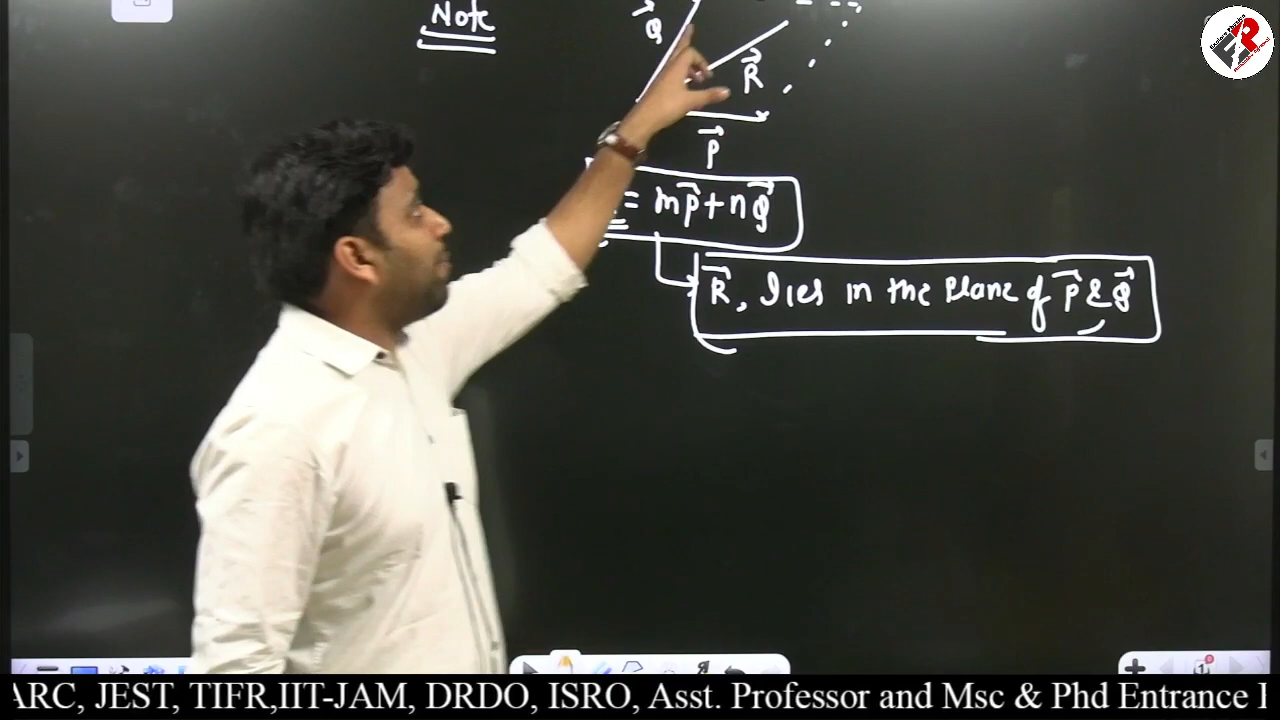 Note
Q
R
P
= mP + nQ
R, lies in the plane of P & Q
ARC, JEST, TIFR,IIT-JAM, DRDO, ISRO, Asst. Professor and Msc & Phd Entrance